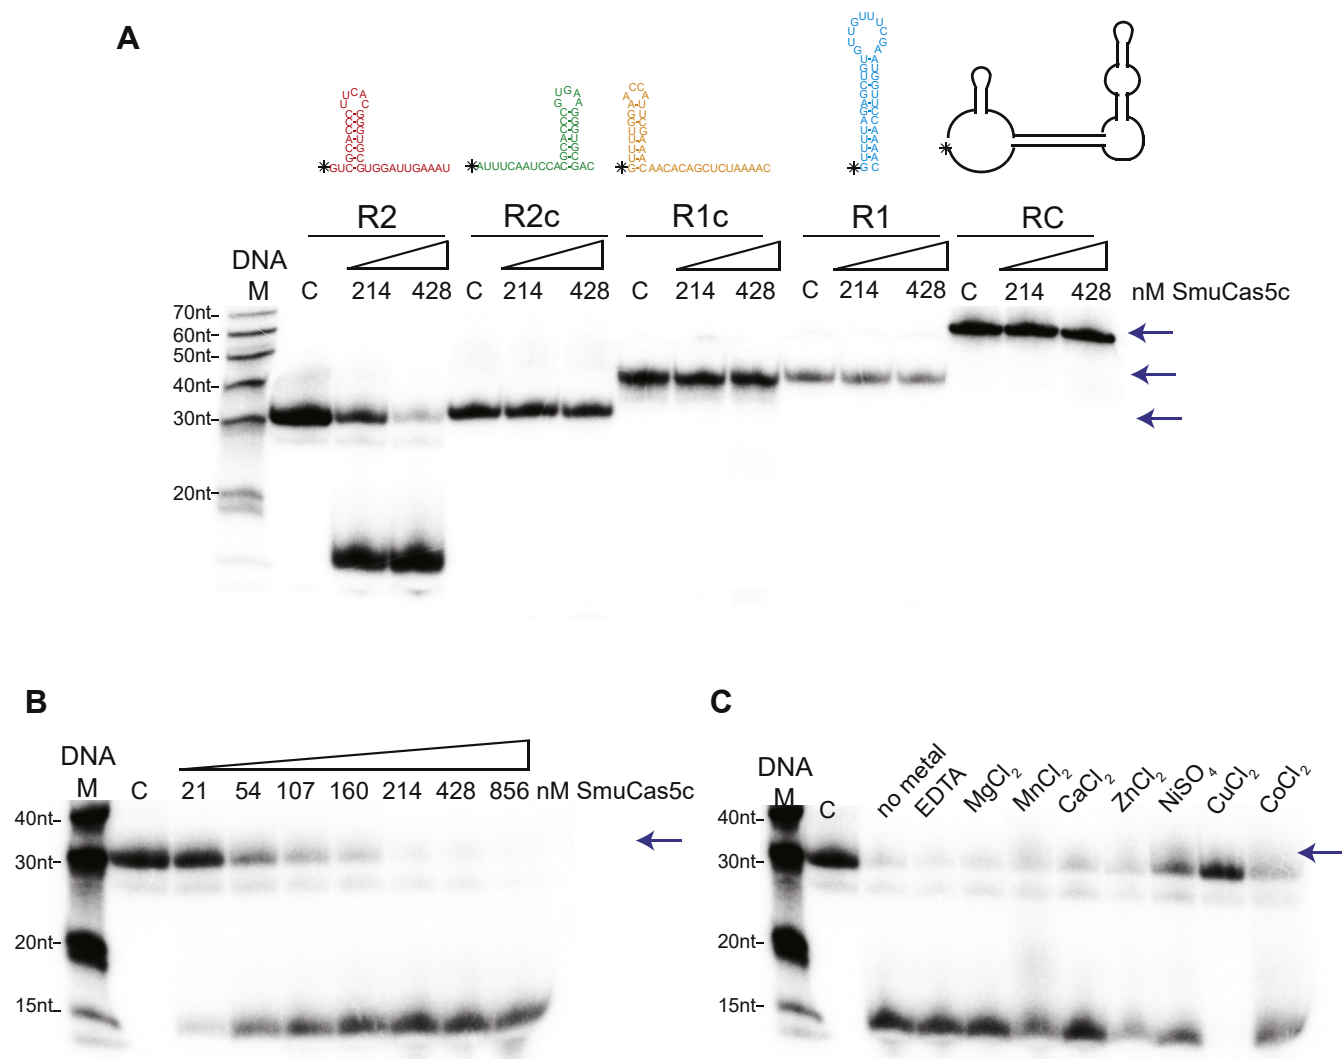 A
GUC GUGGAUUGAAAU
AUUUCAAUCCAC GAC
G CAACACAGCUCUAAAAC
GC
R2 R2c R1c R1 RC
DNA
M C 214 428 C 214 428 C 214 428 C 214 428 C 214 428 nM SmuCas5c
70nt
60nt
50nt
40nt
30nt
20nt
B
DNA
M C 21 54 107 160 214 428 856 nM SmuCas5c
40nt
30nt
20nt
15nt
C
DNA
M C no metal EDTA MgCl2 MnCl2 CaCl2 ZnCl2 NiSO4 CuCl2 CoCl2
40nt
30nt
20nt
15nt